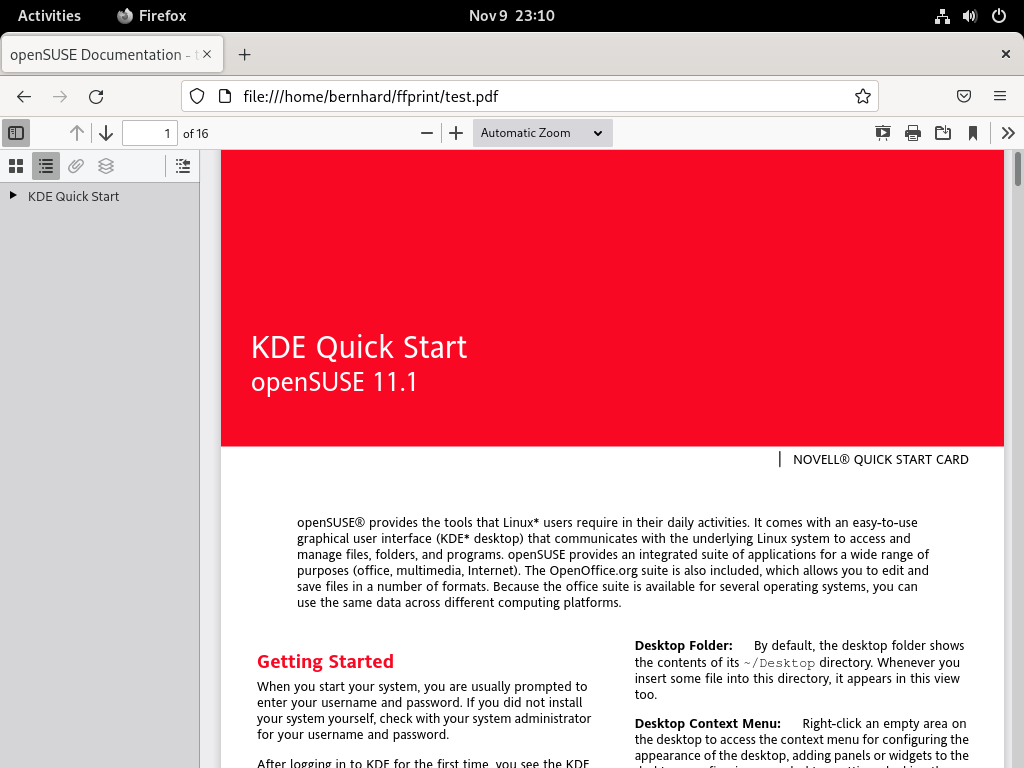 Activities
Firefox
Nov 9 23:10
openSUSE Documentation - t
file:///home/bernhard/ffprint/test.pdf
1
of 16
Automatic Zoom
KDE Quick Start
KDE Quick Start
openSUSE 11.1
NOVELL® QUICK START CARD
openSUSE® provides the tools that Linux* users require in their daily activities. It comes with an easy-to-use
graphical user interface (KDE* desktop) that communicates with the underlying Linux system to access and
manage files, folders, and programs. openSUSE provides an integrated suite of applications for a wide range of
purposes (office, multimedia, Internet). The OpenOffice.org suite is also included, which allows you to edit and
save files in a number of formats. Because the office suite is available for several operating systems, you can
use the same data across different computing platforms.
Getting Started
When you start your system, you are usually prompted to
enter your username and password. If you did not install
your system yourself, check with your system administrator
for your username and password.
After logging in to KDE for the first time, you see the KDE
Desktop Folder: By default, the desktop folder shows
the contents of its ~/Desktop directory. Whenever you
insert some file into this directory, it appears in this view
too.
Desktop Context Menu: Right-click an empty area on
the desktop to access the context menu for configuring the
appearance of the desktop, adding panels or widgets to the